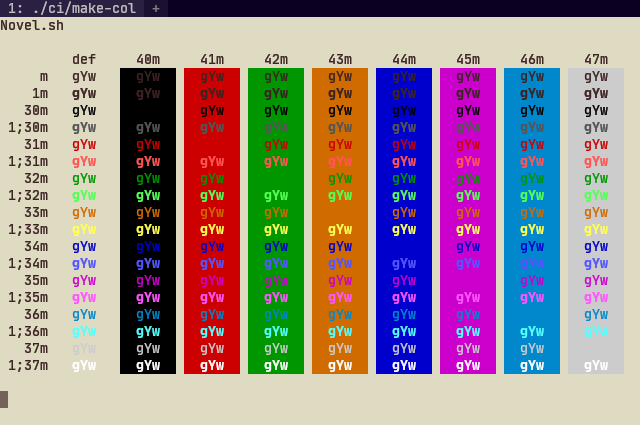 1: ./ci/make-col +
Novel.sh
def 40m 41m 42m 43m 44m 45m 46m 47m
m gYw gYw gYw gYw gYw gYw gYw gYw gYw
1m gYw gYw gYw gYw gYw gYw gYw gYw gYw
30m gYw gYw gYw gYw gYw gYw gYw gYw
1;30m gYw gYw gYw gYw gYw gYw gYw gYw gYw
31m gYw gYw gYw gYw gYw gYw gYw gYw
1;31m gYw gYw gYw gYw gYw gYw gYw gYw gYw
32m gYw gYw gYw gYw gYw gYw gYw gYw
1;32m gYw gYw gYw gYw gYw gYw gYw gYw gYw
33m gYw gYw gYw gYw gYw gYw gYw gYw
1;33m gYw gYw gYw gYw gYw gYw gYw gYw gYw
34m gYw gYw gYw gYw gYw gYw gYw gYw
1;34m gYw gYw gYw gYw gYw gYw gYw gYw gYw
35m gYw gYw gYw gYw gYw gYw gYw gYw
1;35m gYw gYw gYw gYw gYw gYw gYw gYw gYw
36m gYw gYw gYw gYw gYw gYw gYw gYw
1;36m gYw gYw gYw gYw gYw gYw gYw gYw gYw
37m gYw gYw gYw gYw gYw gYw gYw gYw
1;37m gYw gYw gYw gYw gYw gYw gYw gYw gYw